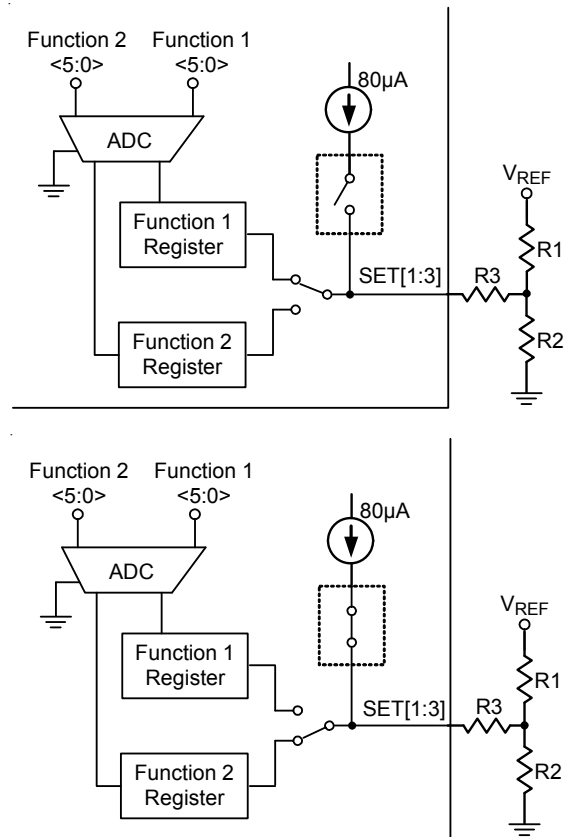 Function 2 Function 1
<5:0> <5:0>
80µA
ADC
V_REF
Function 1
Register
R1
SET[1:3] R3
Function 2
Register
R2
Function 2 Function 1
<5:0> <5:0>
80µA
ADC
V_REF
Function 1
Register
R1
SET[1:3] R3
Function 2
Register
R2